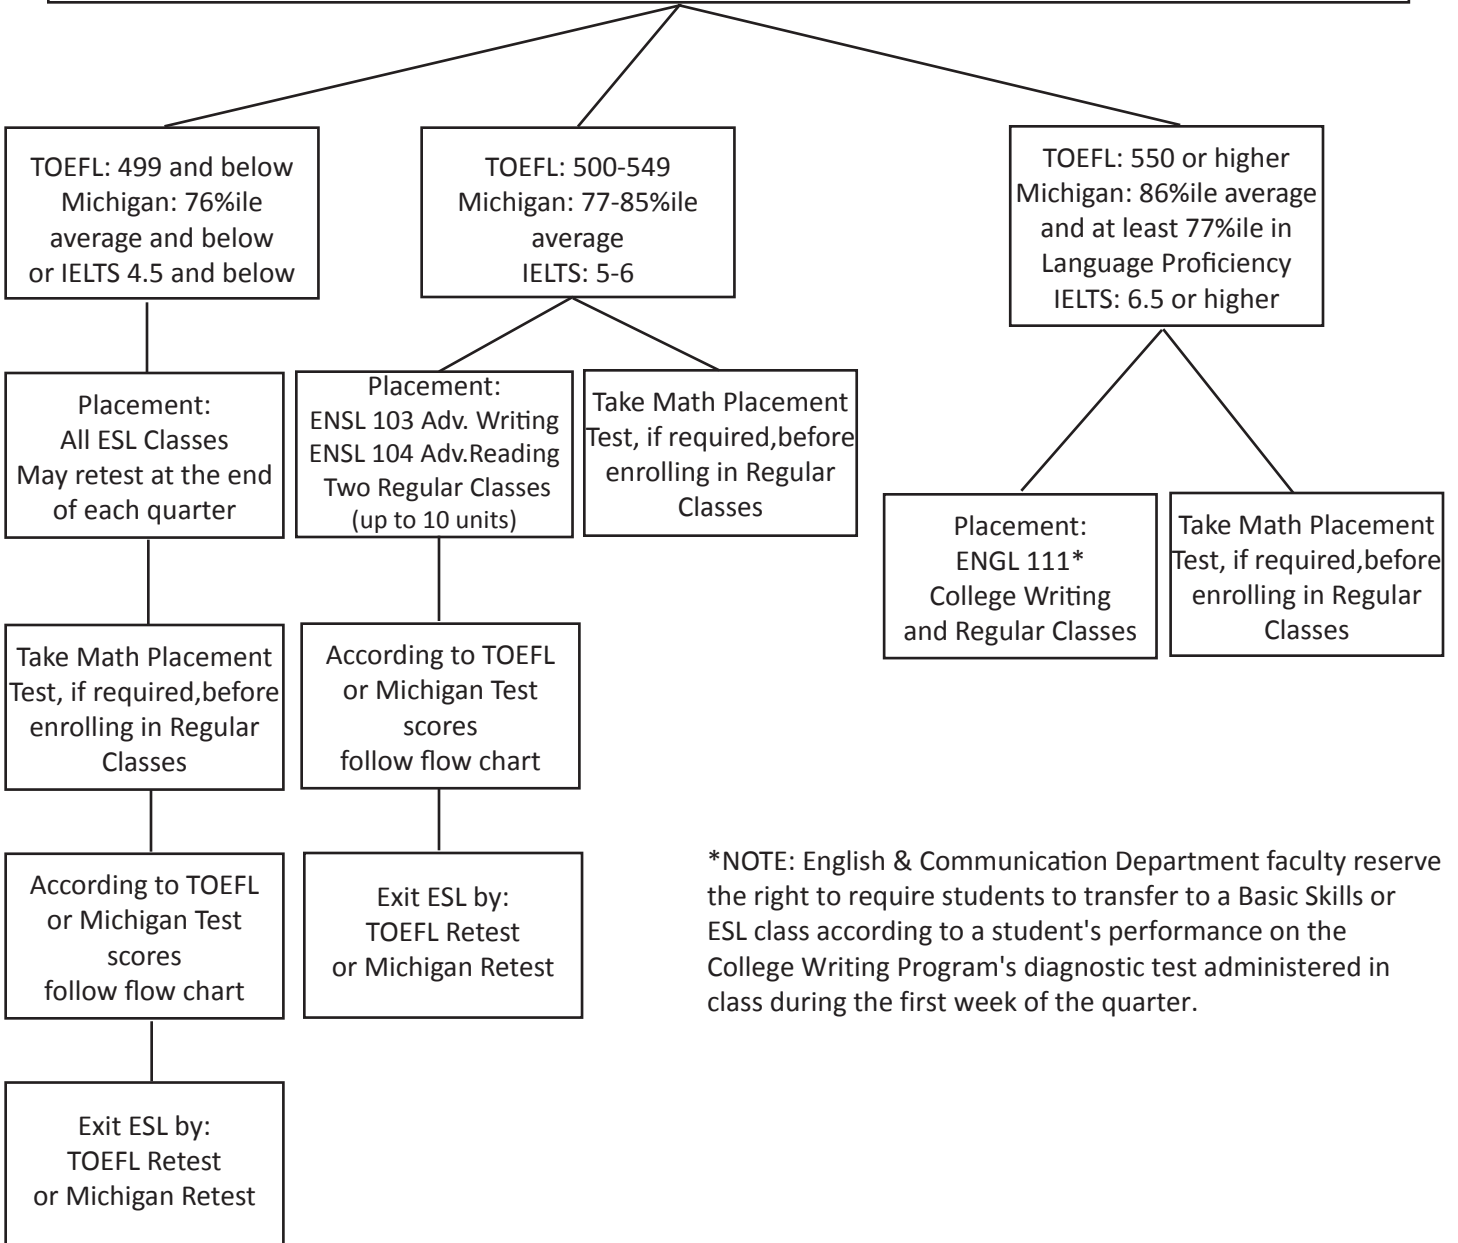 TOEFL: 499 and below
Michigan: 76%ile
average and below
or IELTS 4.5 and below
TOEFL: 500-549
Michigan: 77-85%ile
average
IELTS: 5-6
TOEFL: 550 or higher
Michigan: 86%ile average
and at least 77%ile in
Language Proficiency
IELTS: 6.5 or higher
Placement:
All ESL Classes
May retest at the end
of each quarter
Placement:
ENSL 103 Adv. Writing
ENSL 104 Adv.Reading
Two Regular Classes
(up to 10 units)
Take Math Placement
Test, if required,before
enrolling in Regular
Classes
Placement:
ENGL 111*
College Writing
and Regular Classes
Take Math Placement
Test, if required,before
enrolling in Regular
Classes
Take Math Placement
Test, if required,before
enrolling in Regular
Classes
According to TOEFL
or Michigan Test
scores
follow flow chart
According to TOEFL
or Michigan Test
scores
follow flow chart
Exit ESL by:
TOEFL Retest
or Michigan Retest
*NOTE: English & Communication Department faculty reserve
the right to require students to transfer to a Basic Skills or
ESL class according to a student's performance on the
College Writing Program's diagnostic test administered in
class during the first week of the quarter.
Exit ESL by:
TOEFL Retest
or Michigan Retest